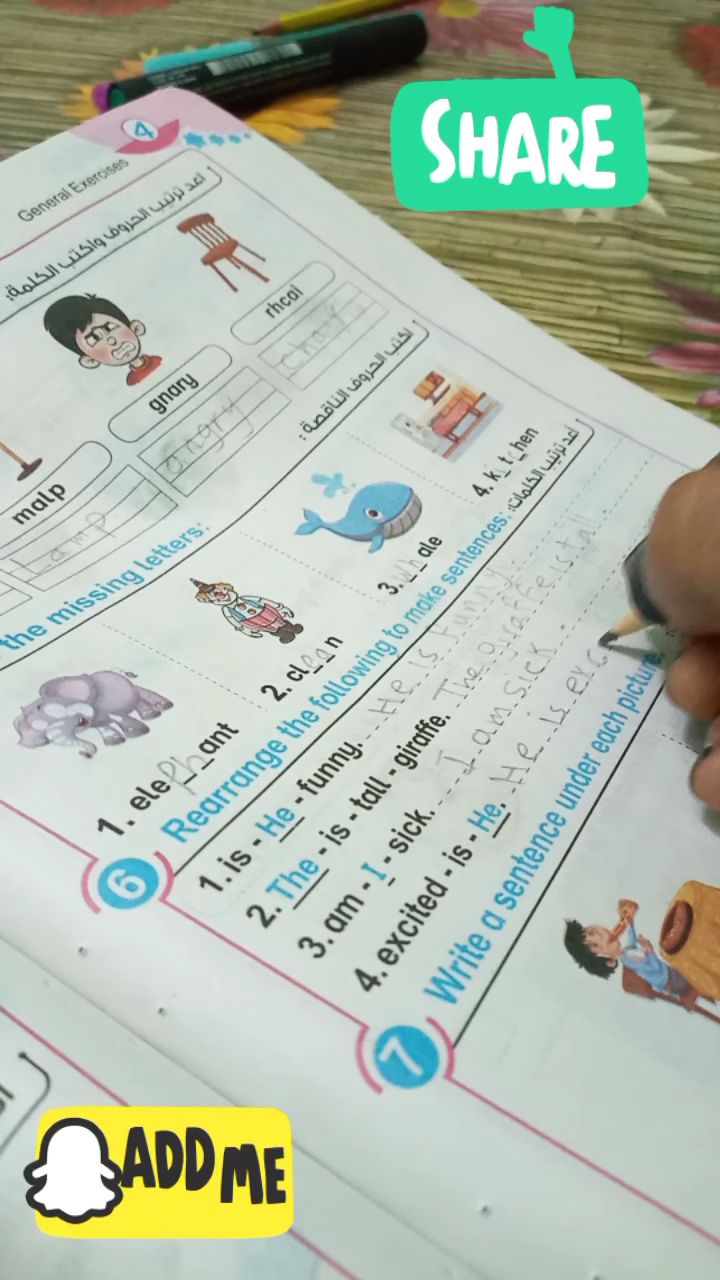 SHARE
4
General Exercises
اعد ترتيب الحروف واكتب الكلمة:
rhcai
chair
gnary
angry
malp
Lamp
the missing letters:
اكتب الحروف الناقصة:
1. elephant
2. clean
3. Whale
4. kitchen
6 Rearrange the following to make sentences:
اعد ترتيب الكلمات:
1. is - He - funny. He is funny.
2. The - is - tall - giraffe. The giraffe is tall
3. am - I - sick. I am sick.
4. excited - is - He. He is exc
7 Write a sentence under each picture
ADD ME